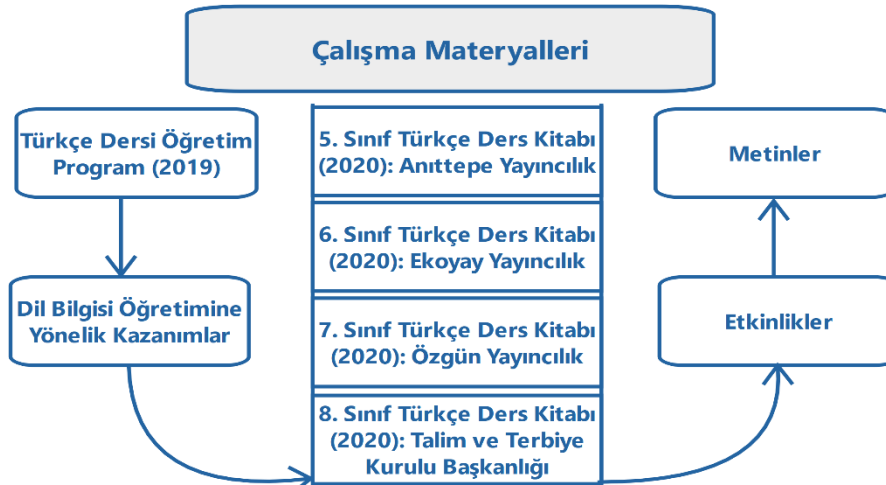 Çalışma Materyalleri
Türkçe Dersi Öğretim
Program (2019)
Dil Bilgisi Öğretimine
Yönelik Kazanımlar
5. Sınıf Türkçe Ders Kitabı
(2020): Anıttepe Yayıncılık
6. Sınıf Türkçe Ders Kitabı
(2020): Ekoyay Yayıncılık
7. Sınıf Türkçe Ders Kitabı
(2020): Özgün Yayıncılık
8. Sınıf Türkçe Ders Kitabı
(2020): Talim ve Terbiye
Kurulu Başkanlığı
Metinler
Etkinlikler